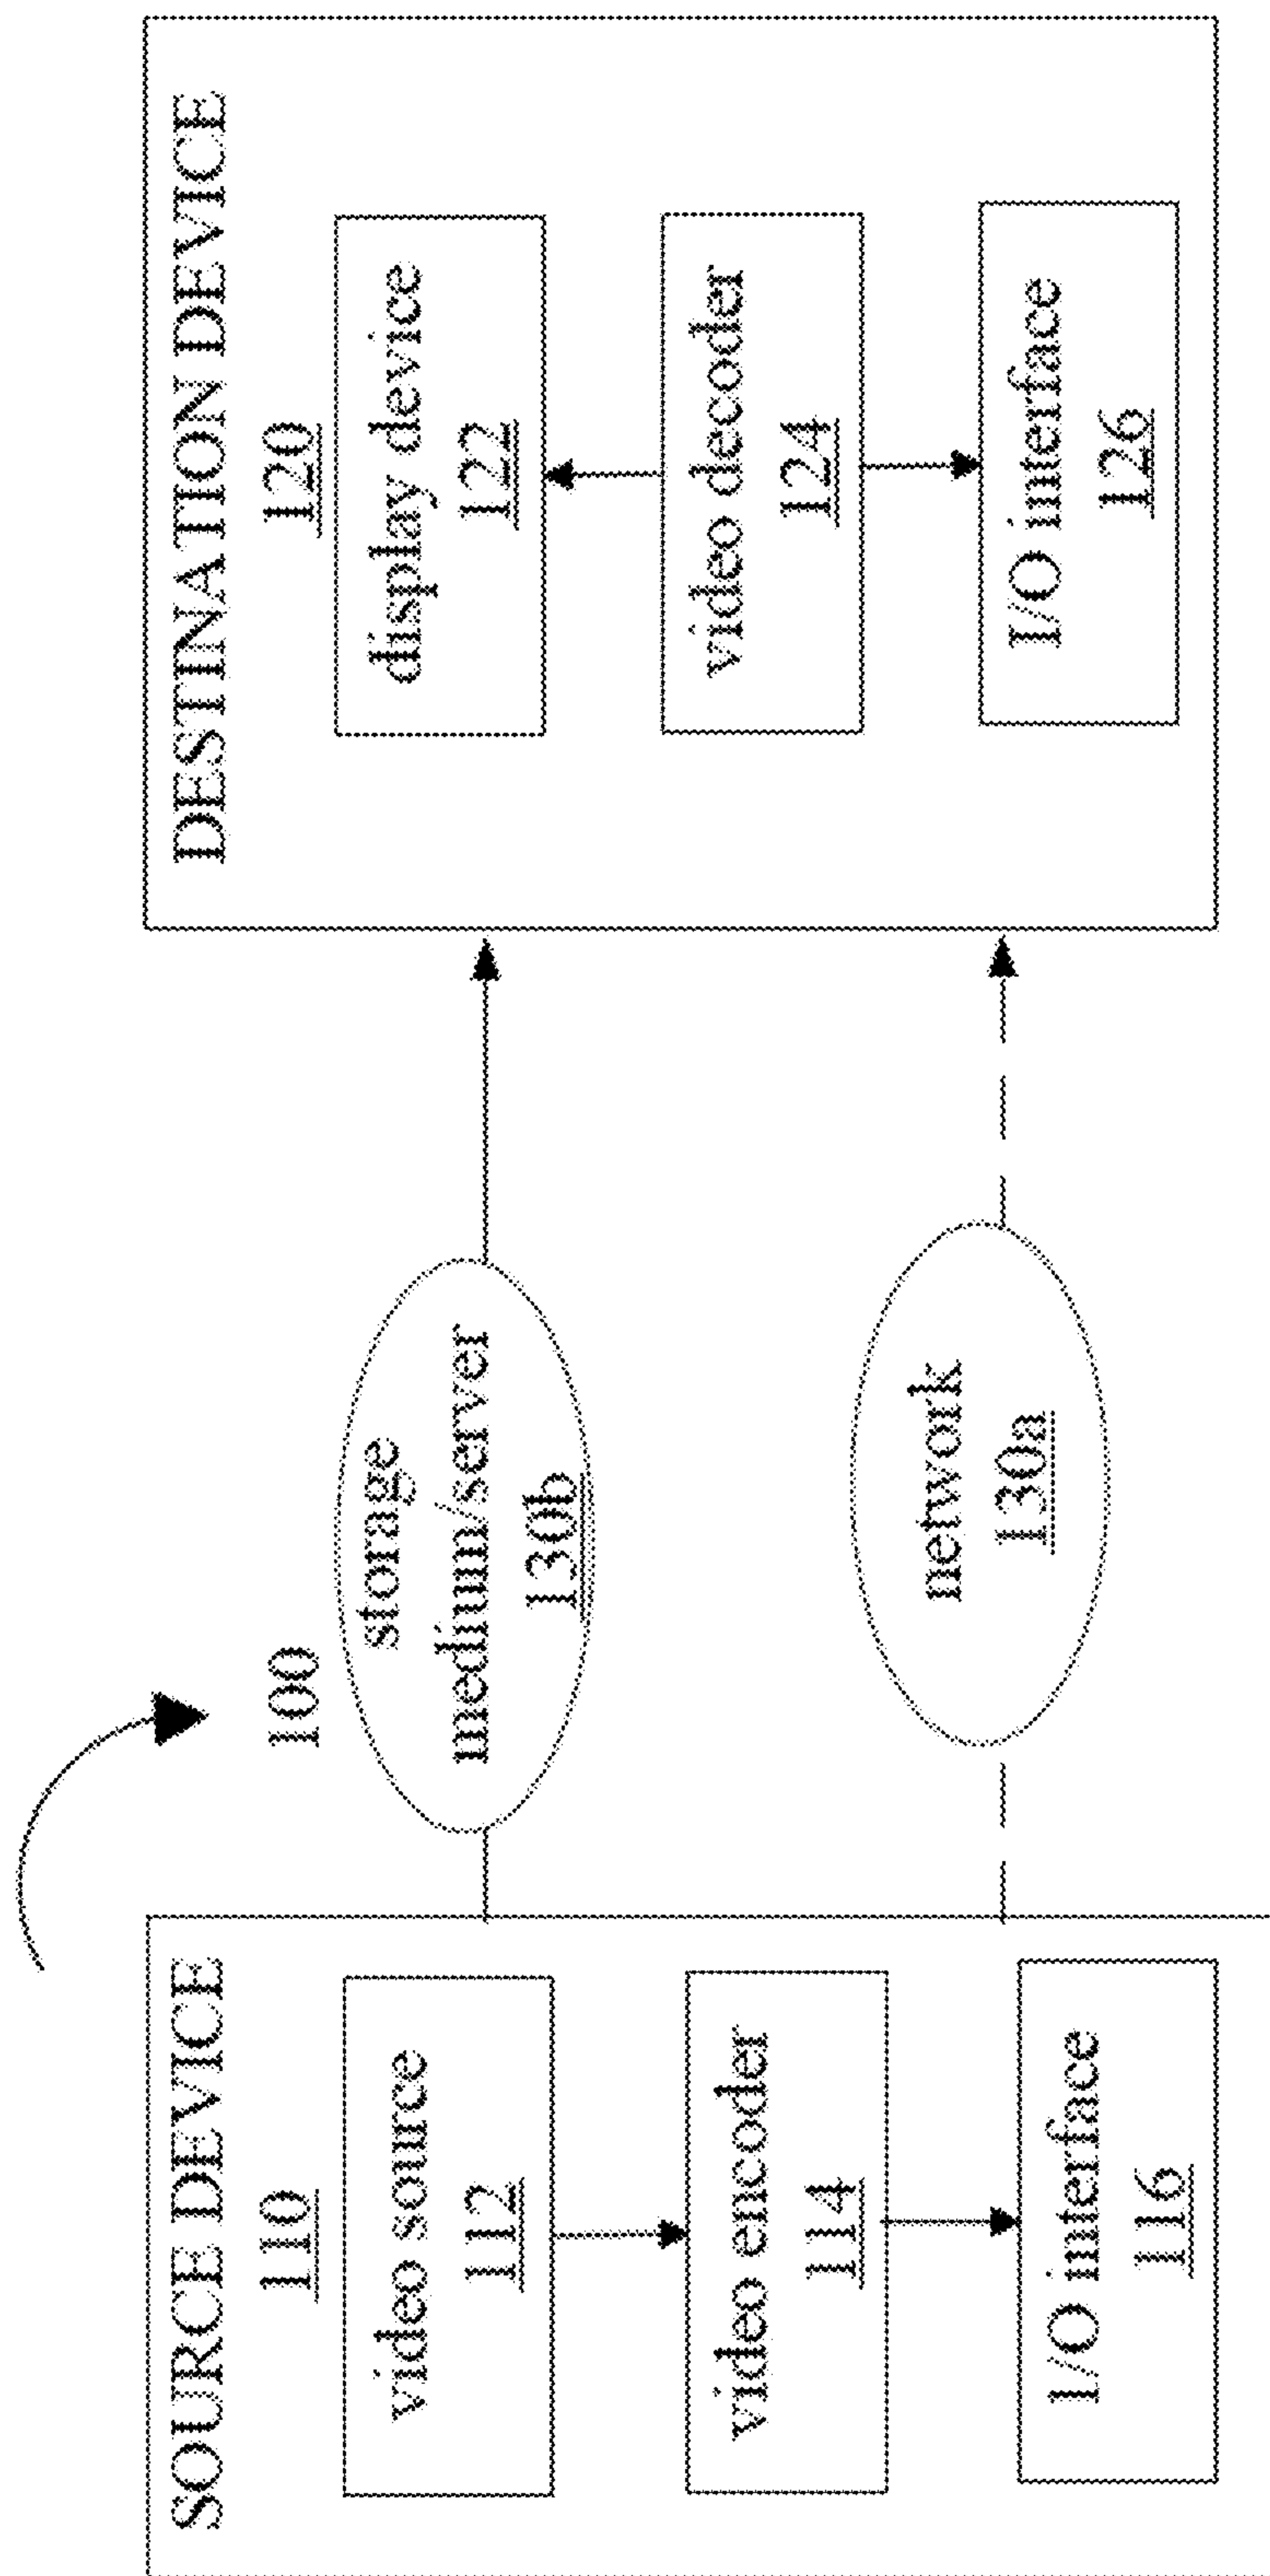 100
SOURCE DEVICE
110
video source
112
video encoder
114
I/O interface
116
storage
medium/server
130b
network
130a
DESTINATION DEVICE
120
display device
122
video decoder
124
I/O interface
126